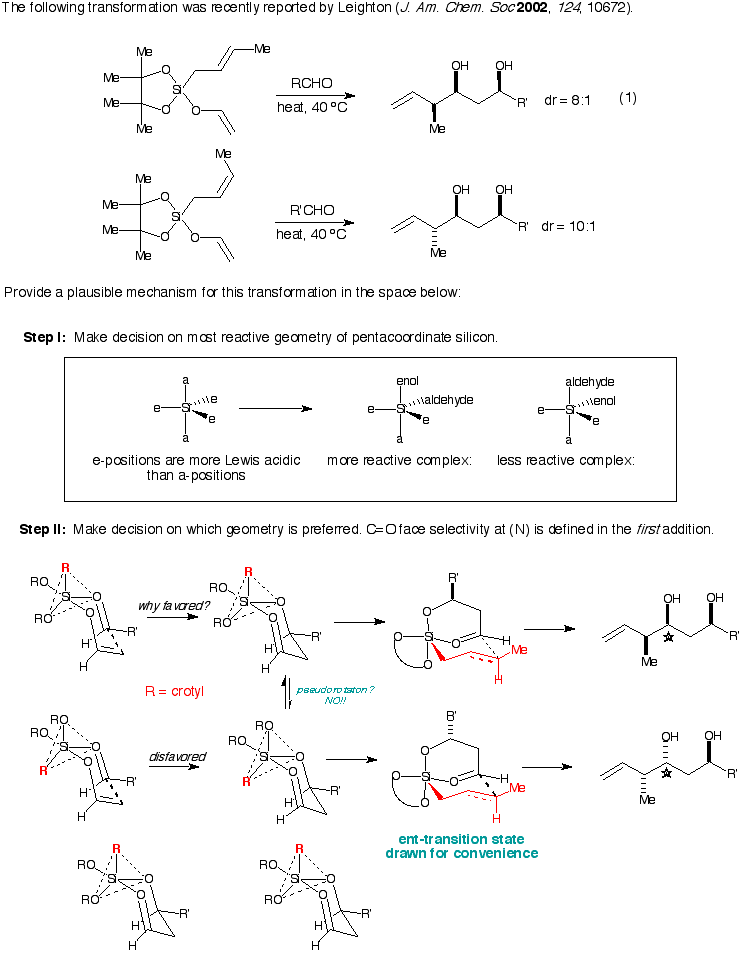 The following transformation was recently reported by Leighton (J. Am. Chem. Soc 2002, 124, 10672).
Me
Me
Me
Me
Me
O
O
Si
O
RCHO
heat, 40 ºC
OH OH
Me
R'
dr = 8:1 (1)
Me
Me
Me
Me
Me
O
O
Si
O
R'CHO
heat, 40 ºC
OH OH
Me
R'
dr = 10:1
Provide a plausible mechanism for this transformation in the space below:
Step I: Make decision on most reactive geometry of pentacoordinate silicon.
a
e
Si
e
e
a
enol
aldehyde
e
Si
e
a
aldehyde
enol
e
Si
e
a
e-positions are more Lewis acidic
than a-positions
more reactive complex:
less reactive complex:
Step II: Make decision on which geometry is preferred. C=O face selectivity at (N) is defined in the first addition.
R
RO
Si
O
O
RO
R'
H
H
why favored?
R
RO
Si
O
O
RO
R'
H
H
R'
O
O
Si
O
O
H
Me
H
OH OH
Me
R'
R = crotyl
pseudorotaton?
NO!!
RO
RO
Si
O
O
R
R'
H
H
disfavored
RO
RO
Si
O
O
R
R'
H
H
R'
O
O
Si
O
O
H
Me
H
OH OH
Me
R'
ent-transition state
drawn for convenience
R
RO
Si
O
O
RO
R'
H
H
R
RO
Si
O
O
RO
R'
H
H